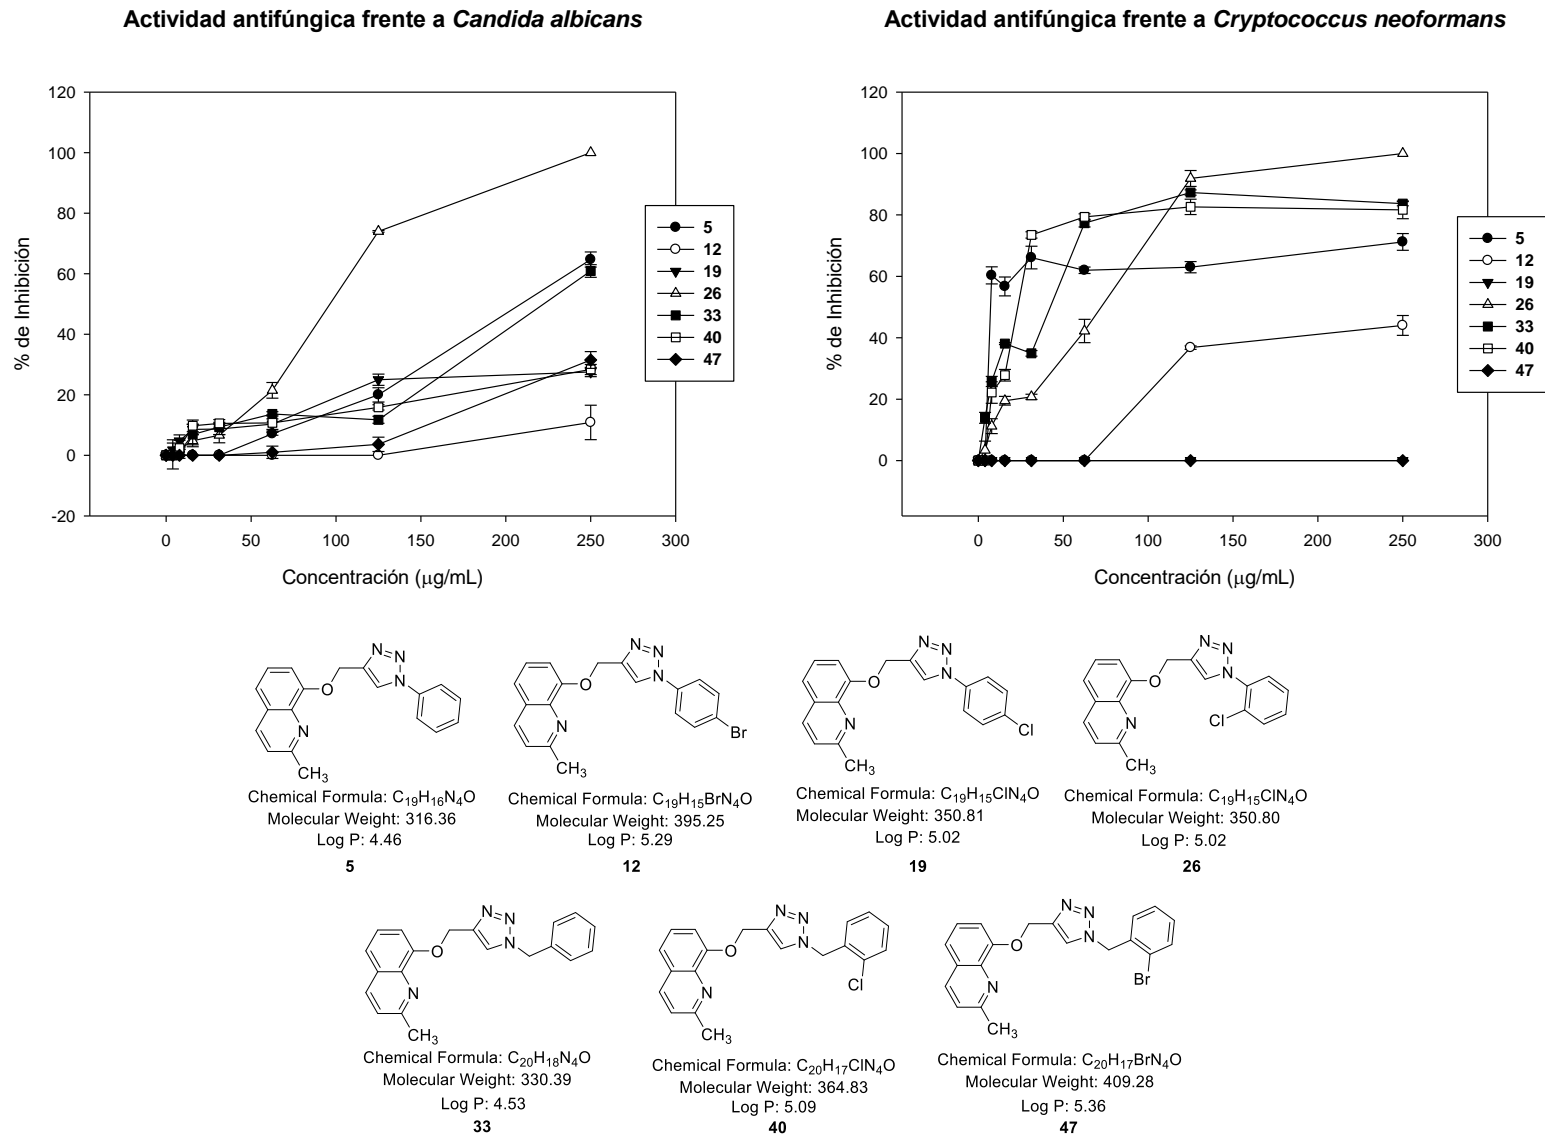 Actividad antifúngica frente a Candida albicans
Actividad antifúngica frente a Cryptococcus neoformans
% de Inhibición
120
100
80
60
40
20
0
-20
0
50
100
150
200
250
300
Concentración (μg/mL)
5
12
19
26
33
40
47
% de Inhibición
120
100
80
60
40
20
0
0
50
100
150
200
250
300
Concentración (μg/mL)
5
12
19
26
33
40
47
N
N
N
O
N
CH₃
Chemical Formula: C₁₉H₁₆N₄O
Molecular Weight: 316.36
Log P: 4.46
5
N
N
N
O
N
Br
CH₃
Chemical Formula: C₁₉H₁₅BrN₄O
Molecular Weight: 395.25
Log P: 5.29
12
N
N
N
O
N
Cl
CH₃
Chemical Formula: C₁₉H₁₅ClN₄O
Molecular Weight: 350.81
Log P: 5.02
19
N
N
N
O
Cl
N
CH₃
Chemical Formula: C₁₉H₁₅ClN₄O
Molecular Weight: 350.80
Log P: 5.02
26
N
N
N
O
N
CH₃
Chemical Formula: C₂₀H₁₈N₄O
Molecular Weight: 330.39
Log P: 4.53
33
N
N
N
O
Cl
N
CH₃
Chemical Formula: C₂₀H₁₇ClN₄O
Molecular Weight: 364.83
Log P: 5.09
40
N
N
N
O
Br
N
CH₃
Chemical Formula: C₂₀H₁₇BrN₄O
Molecular Weight: 409.28
Log P: 5.36
47